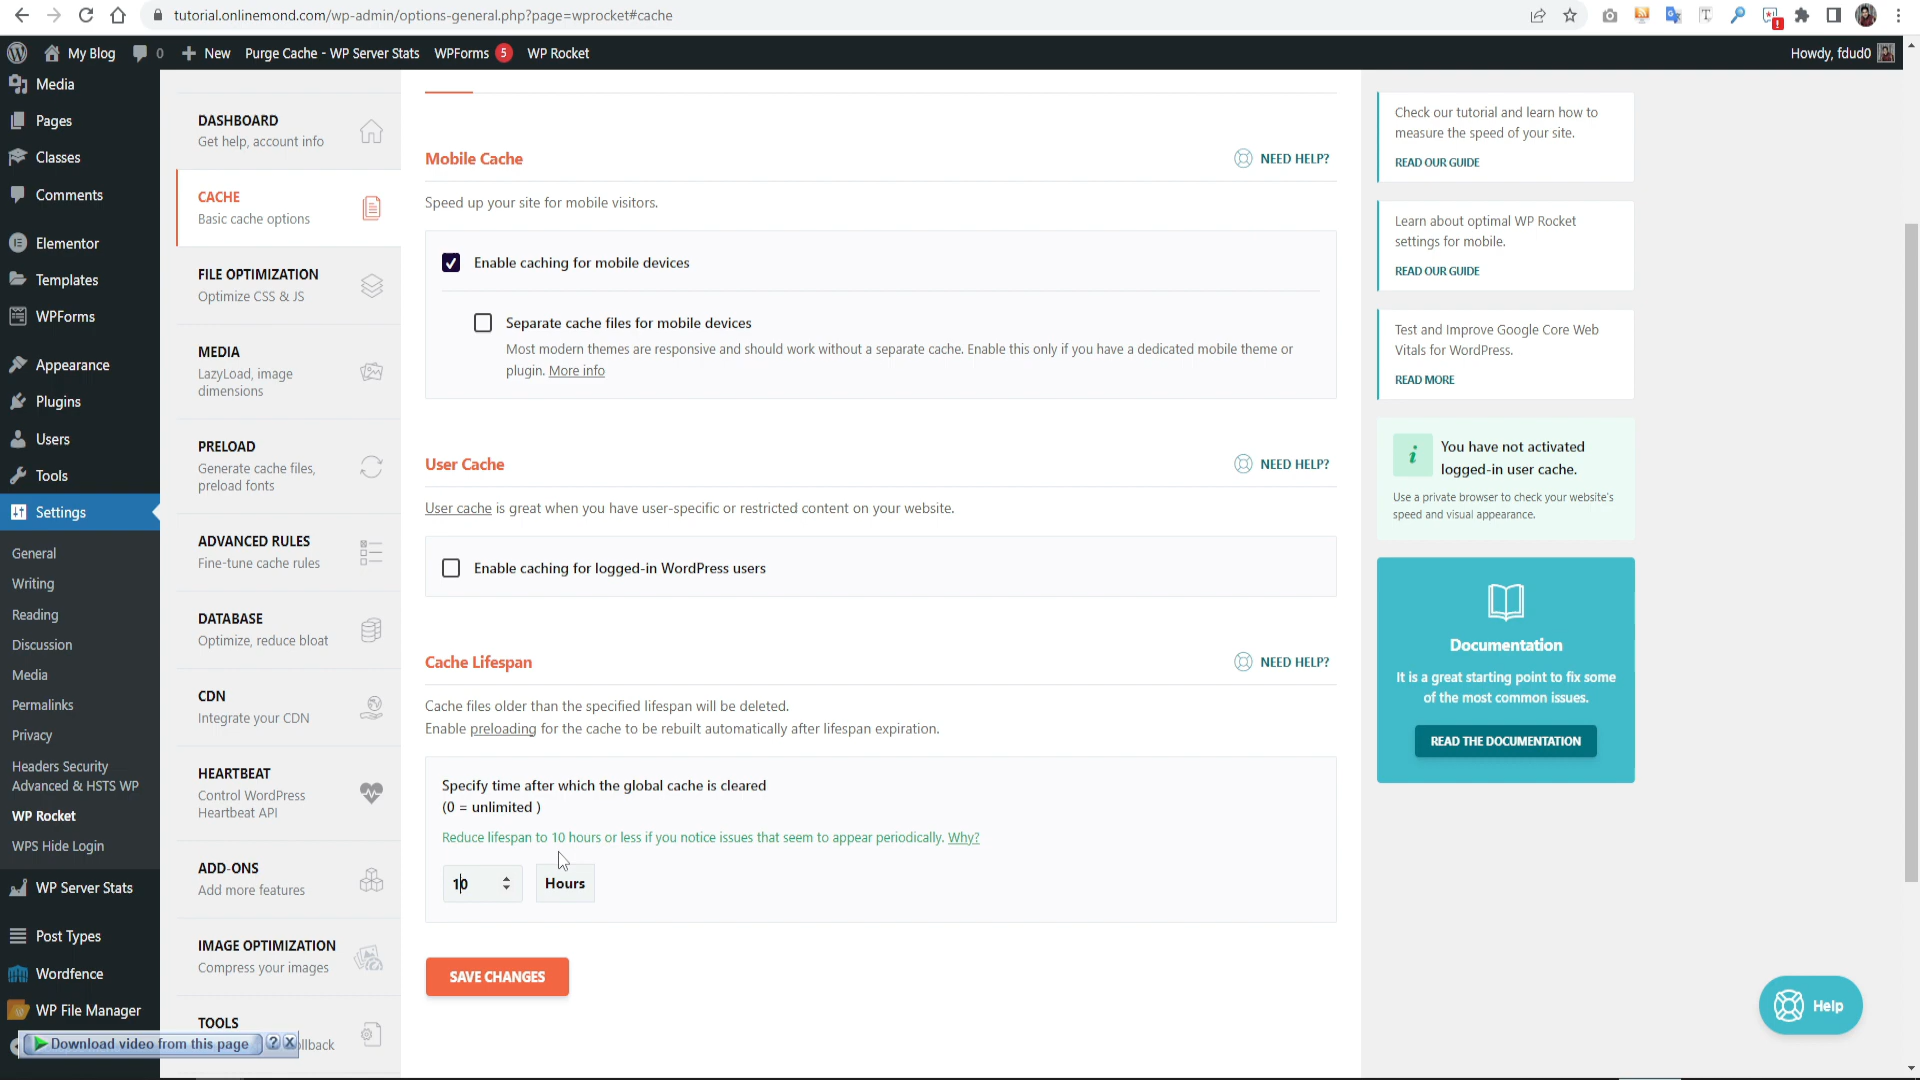 tutorial.onlinemond.com/wp-admin/options-general.php?page=wprocket#cache
My Blog
0
New
Purge Cache - WP Server Stats
WPForms
5
WP Rocket
Howdy, fdud0
Media
Pages
Classes
Comments
Elementor
Templates
WPForms
Appearance
Plugins
Users
Tools
Settings
General
Writing
Reading
Discussion
Media
Permalinks
Privacy
Headers Security
Advanced & HSTS WP
WP Rocket
WPS Hide Login
WP Server Stats
Post Types
Wordfence
WP File Manager
Download video from this page
?
X
DASHBOARD
Get help, account info
CACHE
Basic cache options
FILE OPTIMIZATION
Optimize CSS & JS
MEDIA
LazyLoad, image
dimensions
PRELOAD
Generate cache files,
preload fonts
ADVANCED RULES
Fine-tune cache rules
DATABASE
Optimize, reduce bloat
CDN
Integrate your CDN
HEARTBEAT
Control WordPress
Heartbeat API
ADD-ONS
Add more features
IMAGE OPTIMIZATION
Compress your images
TOOLS
ollback
Mobile Cache
NEED HELP?
Speed up your site for mobile visitors.
Enable caching for mobile devices
Separate cache files for mobile devices
Most modern themes are responsive and should work without a separate cache. Enable this only if you have a dedicated mobile theme or
plugin. More info
User Cache
NEED HELP?
User cache is great when you have user-specific or restricted content on your website.
Enable caching for logged-in WordPress users
Cache Lifespan
NEED HELP?
Cache files older than the specified lifespan will be deleted.
Enable preloading for the cache to be rebuilt automatically after lifespan expiration.
Specify time after which the global cache is cleared
(0 = unlimited )
Reduce lifespan to 10 hours or less if you notice issues that seem to appear periodically. Why?
10
Hours
SAVE CHANGES
Check our tutorial and learn how to
measure the speed of your site.
READ OUR GUIDE
Learn about optimal WP Rocket
settings for mobile.
READ OUR GUIDE
Test and Improve Google Core Web
Vitals for WordPress.
READ MORE
i
You have not activated
logged-in user cache.
Use a private browser to check your website's
speed and visual appearance.
Documentation
It is a great starting point to fix some
of the most common issues.
READ THE DOCUMENTATION
Help